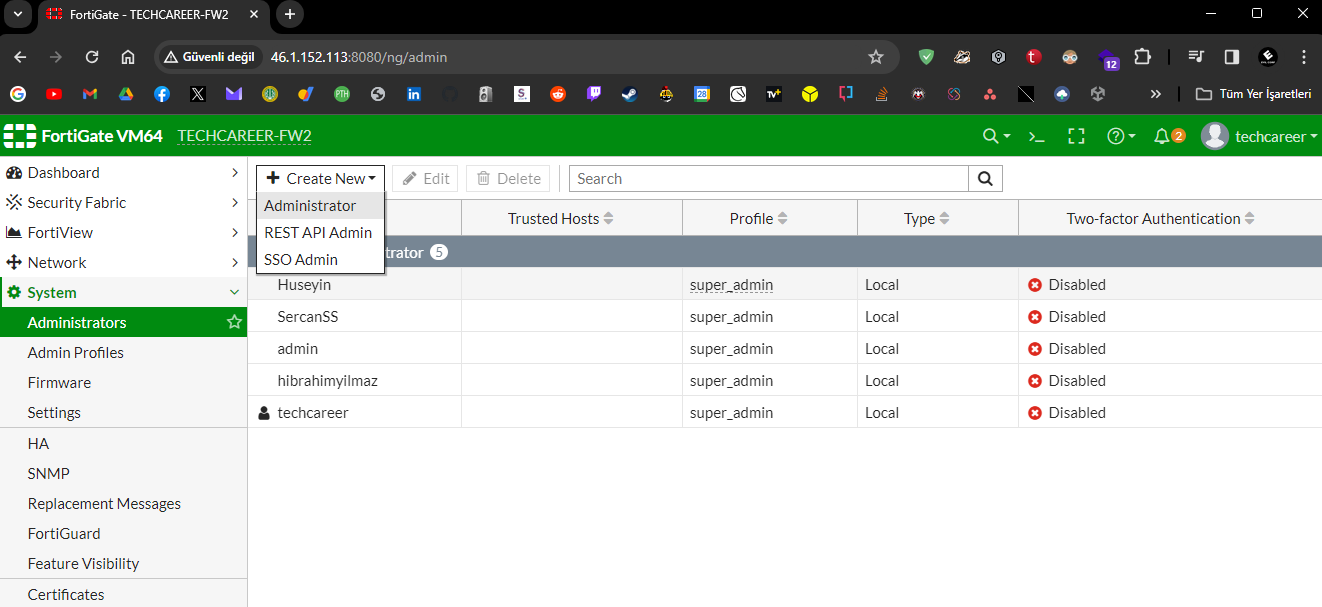 FortiGate - TECHCAREER-FW2
Güvenli değil 46.1.152.113:8080/ng/admin
12
PTH
S.
28
TV+
Tüm Yer İşaretleri
FortiGate VM64 TECHCAREER-FW2
2 techcareer
Dashboard
Security Fabric
FortiView
Network
System
Administrators
Admin Profiles
Firmware
Settings
HA
SNMP
Replacement Messages
FortiGuard
Feature Visibility
Certificates
Create New Edit Delete Search
Administrator
REST API Admin
SSO Admin
Trusted Hosts Profile Type Two-factor Authentication
trator 5
Huseyin super_admin Local Disabled
SercanSS super_admin Local Disabled
admin super_admin Local Disabled
hibrahimyilmaz super_admin Local Disabled
techcareer super_admin Local Disabled